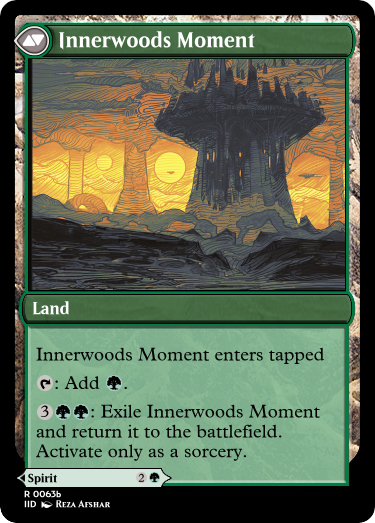 Innerwoods Moment
Land
Innerwoods Moment enters tapped
: Add .
3: Exile Innerwoods Moment
and return it to the battlefield.
Activate only as a sorcery.
Spirit 2
R 0063b
IID Reza Afshar